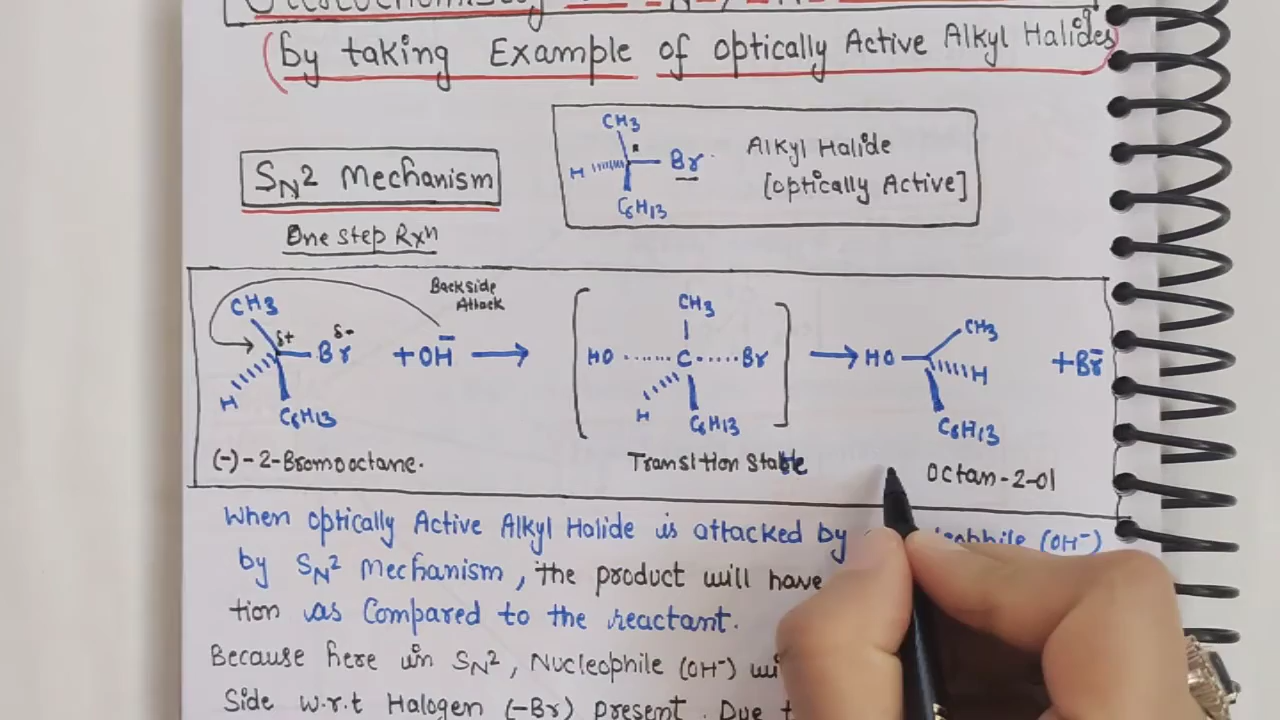 by taking Example of optically Active Alkyl Halides
CH3
H Br
C6H13
Alkyl Halide
[optically Active]
SN2 Mechanism
One step Rxn
Backside
Attack
CH3 δ+ δ-
Br + OH-
H
C6H13
(-)-2-Bromooctane.
CH3
HO C Br
H
C6H13
Transition State
CH3
HO H + Br-
C6H13
Octan-2-ol
When optically Active Alkyl Halide is attacked by (OH-)
by SN2 Mechanism, the product will have
tion as Compared to the reactant.
Because here in SN2, Nucleophile (OH-)
Side w.r.t Halogen (-Br) present. Due